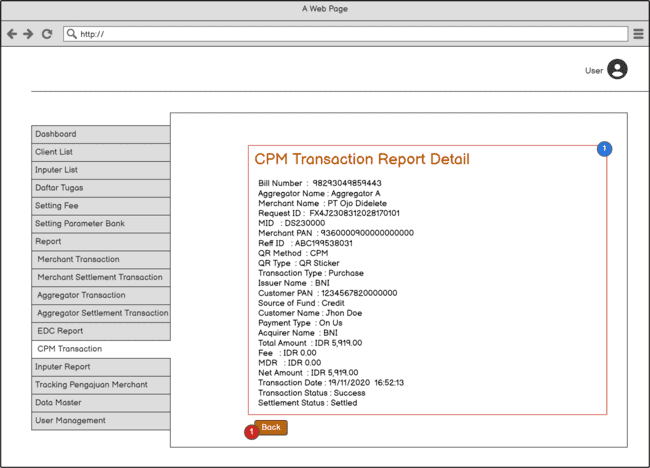 A Web Page
http://
User
Dashboard
Client List
Inputer List
Daftar Tugas
Setting Fee
Setting Parameter Bank
Report
Merchant Transaction
Merchant Settlement Transaction
Aggregator Transaction
Aggregator Settlement Transaction
EDC Report
CPM Transaction
Inputer Report
Tracking Pengajuan Merchant
Data Master
User Management
1
CPM Transaction Report Detail
Bill Number : 98293049859443
Aggregator Name : Aggregator A
Merchant Name : PT Ojo Didelete
Request ID : FX4J2308312028170101
MID : DS230000
Merchant PAN : 9360000900000000000
Reff ID : ABC199538031
QR Method : CPM
QR Type : QR Sticker
Transaction Type : Purchase
Issuer Name : BNI
Customer PAN : 1234567820000000
Source of Fund : Credit
Customer Name : Jhon Doe
Payment Type : On Us
Acquirer Name : BNI
Total Amount : IDR 5,919.00
Fee : IDR 0.00
MDR : IDR 0.00
Net Amount : IDR 5,919.00
Transaction Date : 19/11/2020 16:52:13
Transaction Status : Success
Settlement Status : Settled
1
Back